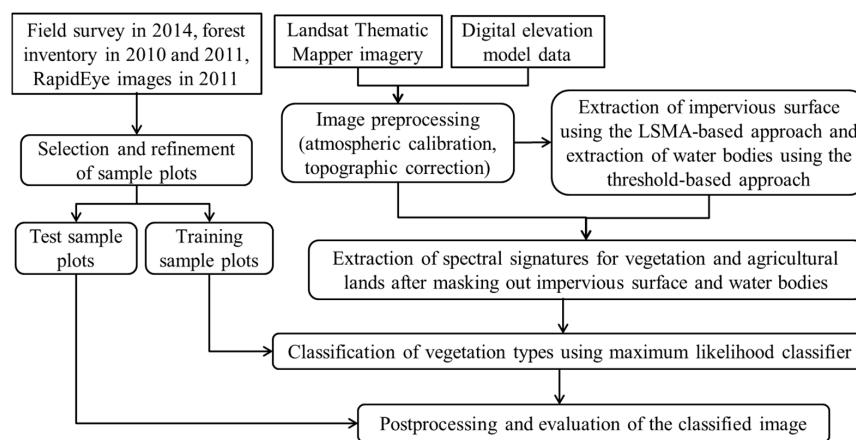 Field survey in 2014, forest
inventory in 2010 and 2011,
RapidEye images in 2011
Landsat Thematic
Mapper imagery
Digital elevation
model data
Image preprocessing
(atmospheric calibration,
topographic correction)
Extraction of impervious surface
using the LSMA-based approach and
extraction of water bodies using the
threshold-based approach
Selection and refinement
of sample plots
Test sample
plots
Training
sample plots
Extraction of spectral signatures for vegetation and agricultural
lands after masking out impervious surface and water bodies
Classification of vegetation types using maximum likelihood classifier
Postprocessing and evaluation of the classified image